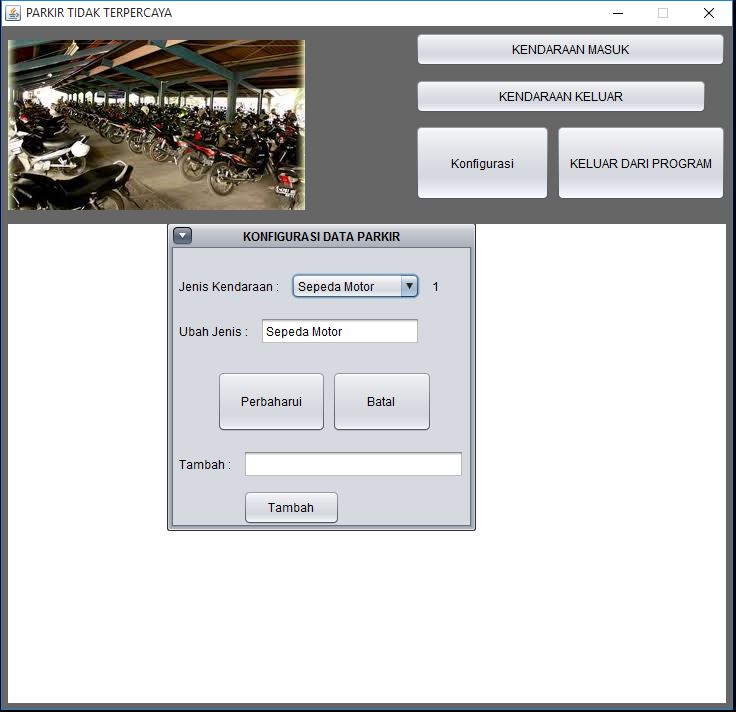 PARKIR TIDAK TERPERCAYA
KENDARAAN MASUK
KENDARAAN KELUAR
Konfigurasi
KELUAR DARI PROGRAM
KONFIGURASI DATA PARKIR
Jenis Kendaraan : Sepeda Motor 1
Ubah Jenis : Sepeda Motor
Perbaharui Batal
Tambah :
Tambah